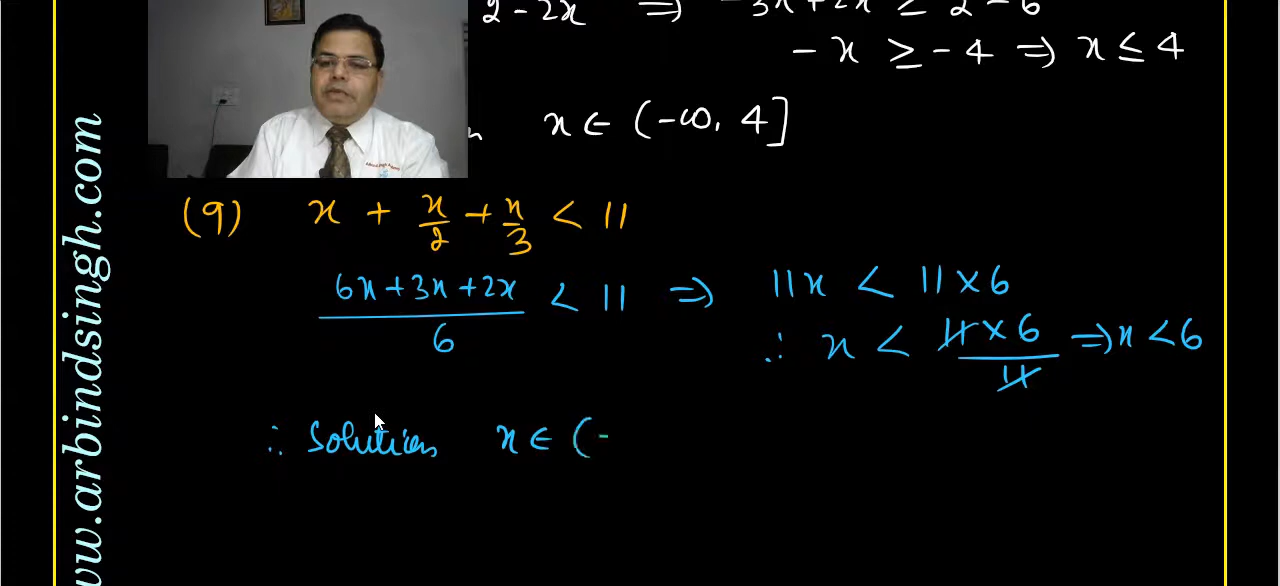 2-2x ⇒ -3x+2x ≥ 2-6
-x ≥ -4 ⇒ x ≤ 4
n x ∈ (-∞, 4]
(9) x + x/2 + x/3 < 11
(6x+3x+2x)/6 < 11 ⇒ 11x < 11×6
∴ x < (11×6)/11 ⇒ x < 6
∴ Solution x ∈ (-
ww.arbindsingh.com